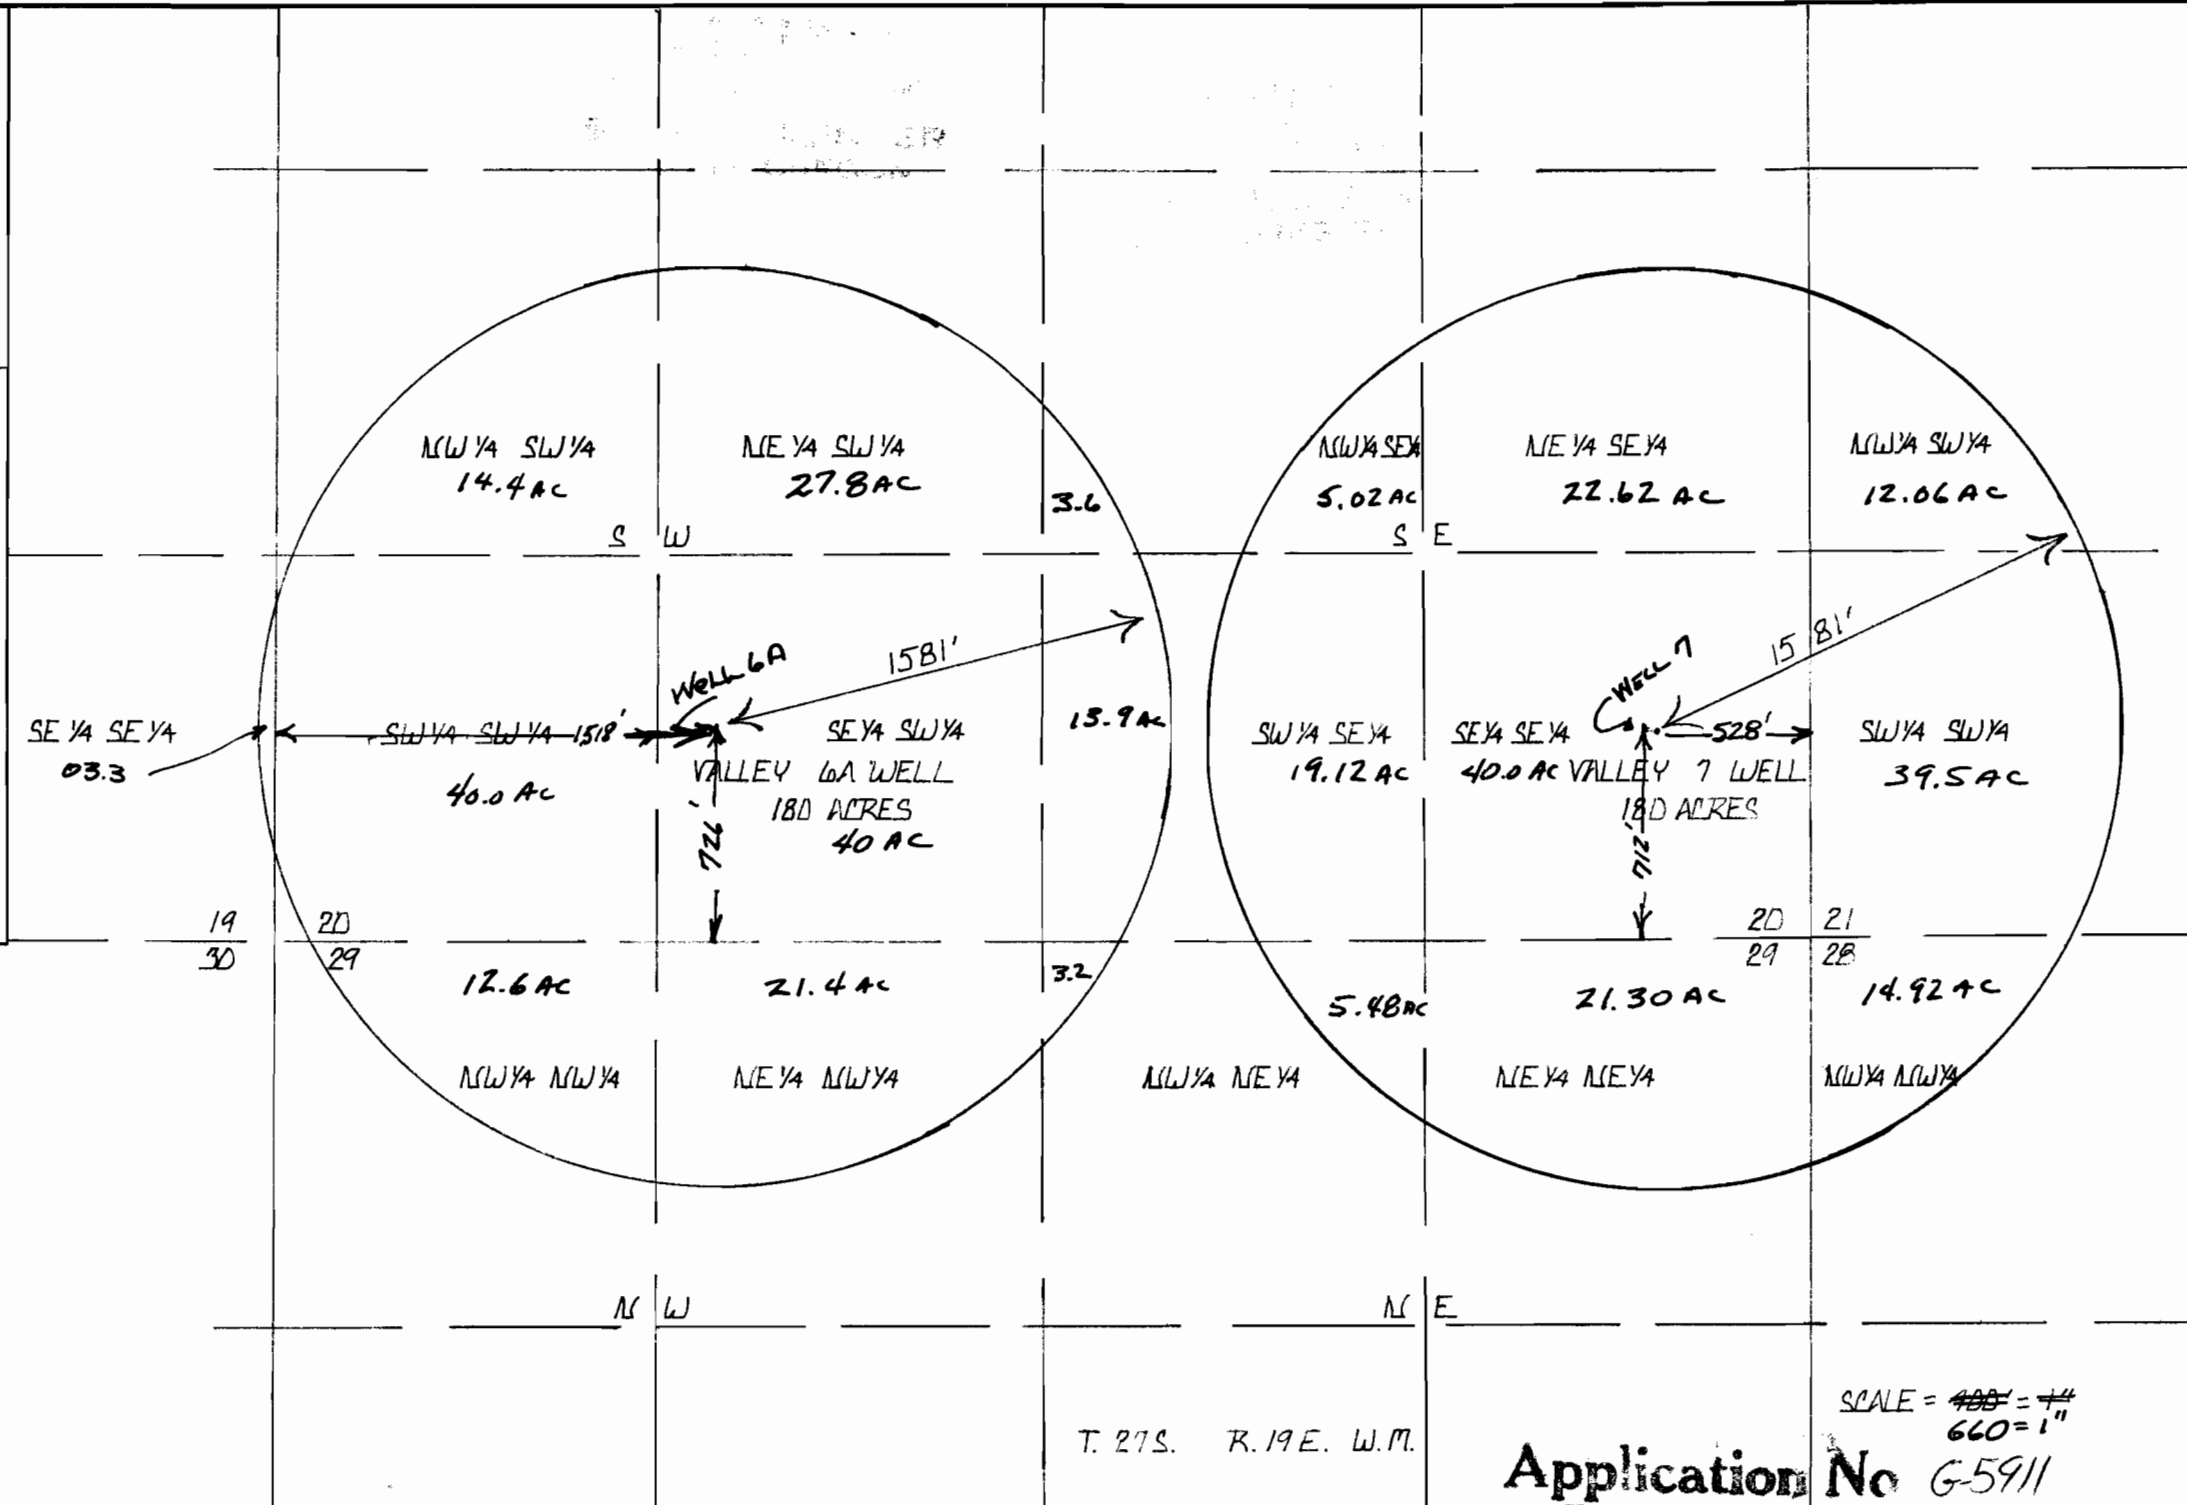 NW 1/4 SW 1/4
14.4 AC
NE 1/4 SW 1/4
27.8 AC
3.6
NW 1/4 SE 1/4
5.02 AC
NE 1/4 SE 1/4
22.62 AC
NW 1/4 SW 1/4
12.06 AC
S W
S E
WELL 6A
1581'
WELL 7
1581'
SE 1/4 SE 1/4
03.3
SW 1/4 SW 1/4 1518'
40.0 AC
SE 1/4 SW 1/4
VALLEY 6A WELL
180 ACRES
40 AC
726'
13.9 AC
SW 1/4 SE 1/4
19.12 AC
SE 1/4 SE 1/4
40.0 AC
VALLEY 7 WELL
180 ACRES
528'
712'
SW 1/4 SW 1/4
39.5 AC
19 20
30 29
20 21
29 28
12.6 AC
21.4 AC
3.2
5.48 AC
21.30 AC
14.92 AC
NW 1/4 NW 1/4
NE 1/4 NW 1/4
NW 1/4 NE 1/4
NE 1/4 NE 1/4
NW 1/4 NW 1/4
N W
N E
SCALE = 400' = 1"
660 = 1"
T. 27S. R. 19E. W.M.
Application No G-5911